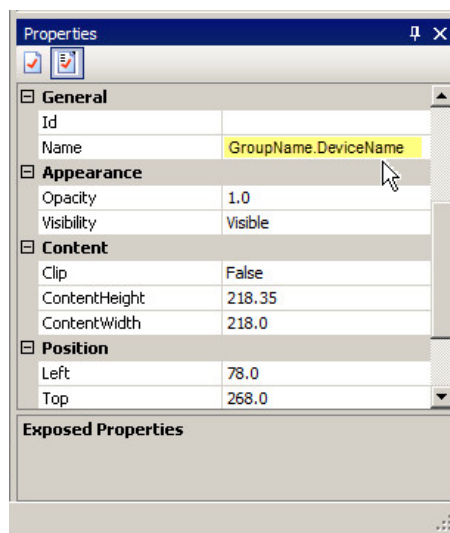 Properties
General
Id
Name GroupName.DeviceName
Appearance
Opacity 1.0
Visibility Visible
Content
Clip False
ContentHeight 218.35
ContentWidth 218.0
Position
Left 78.0
Top 268.0
Exposed Properties